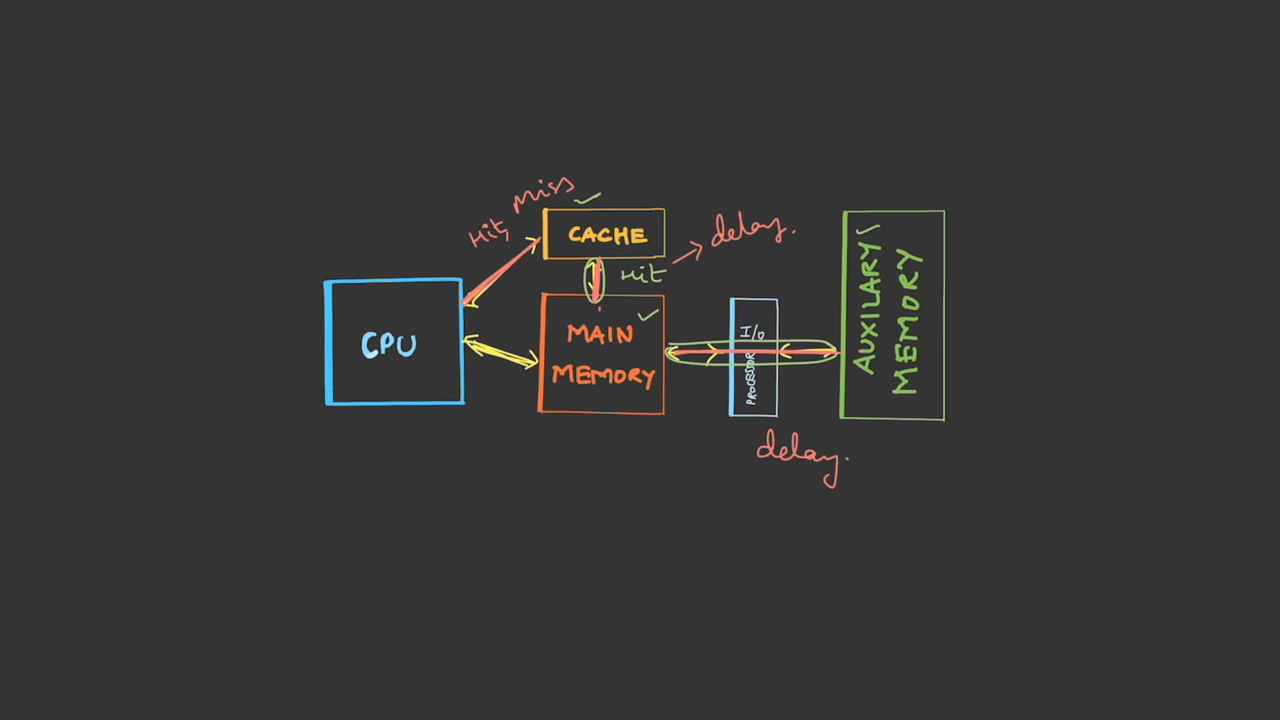 Hit, Miss
CACHE
Hit
delay.
CPU
MAIN
MEMORY
I/O
PROCESSOR
AUXILARY
MEMORY
delay.